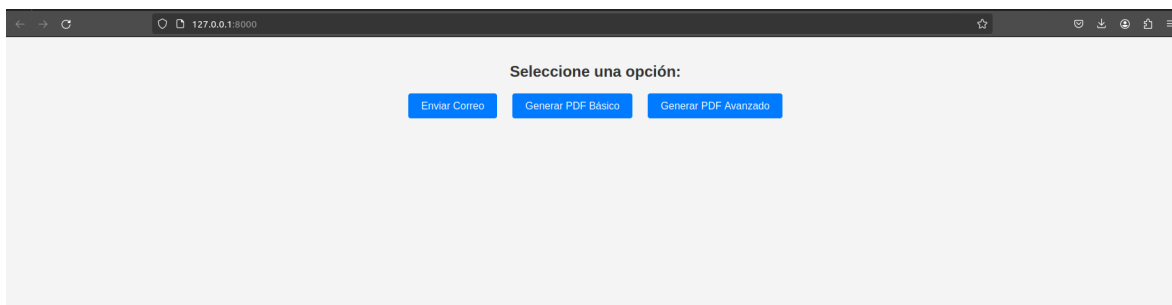 127.0.0.1:8000
Seleccione una opción:
Enviar Correo Generar PDF Básico Generar PDF Avanzado